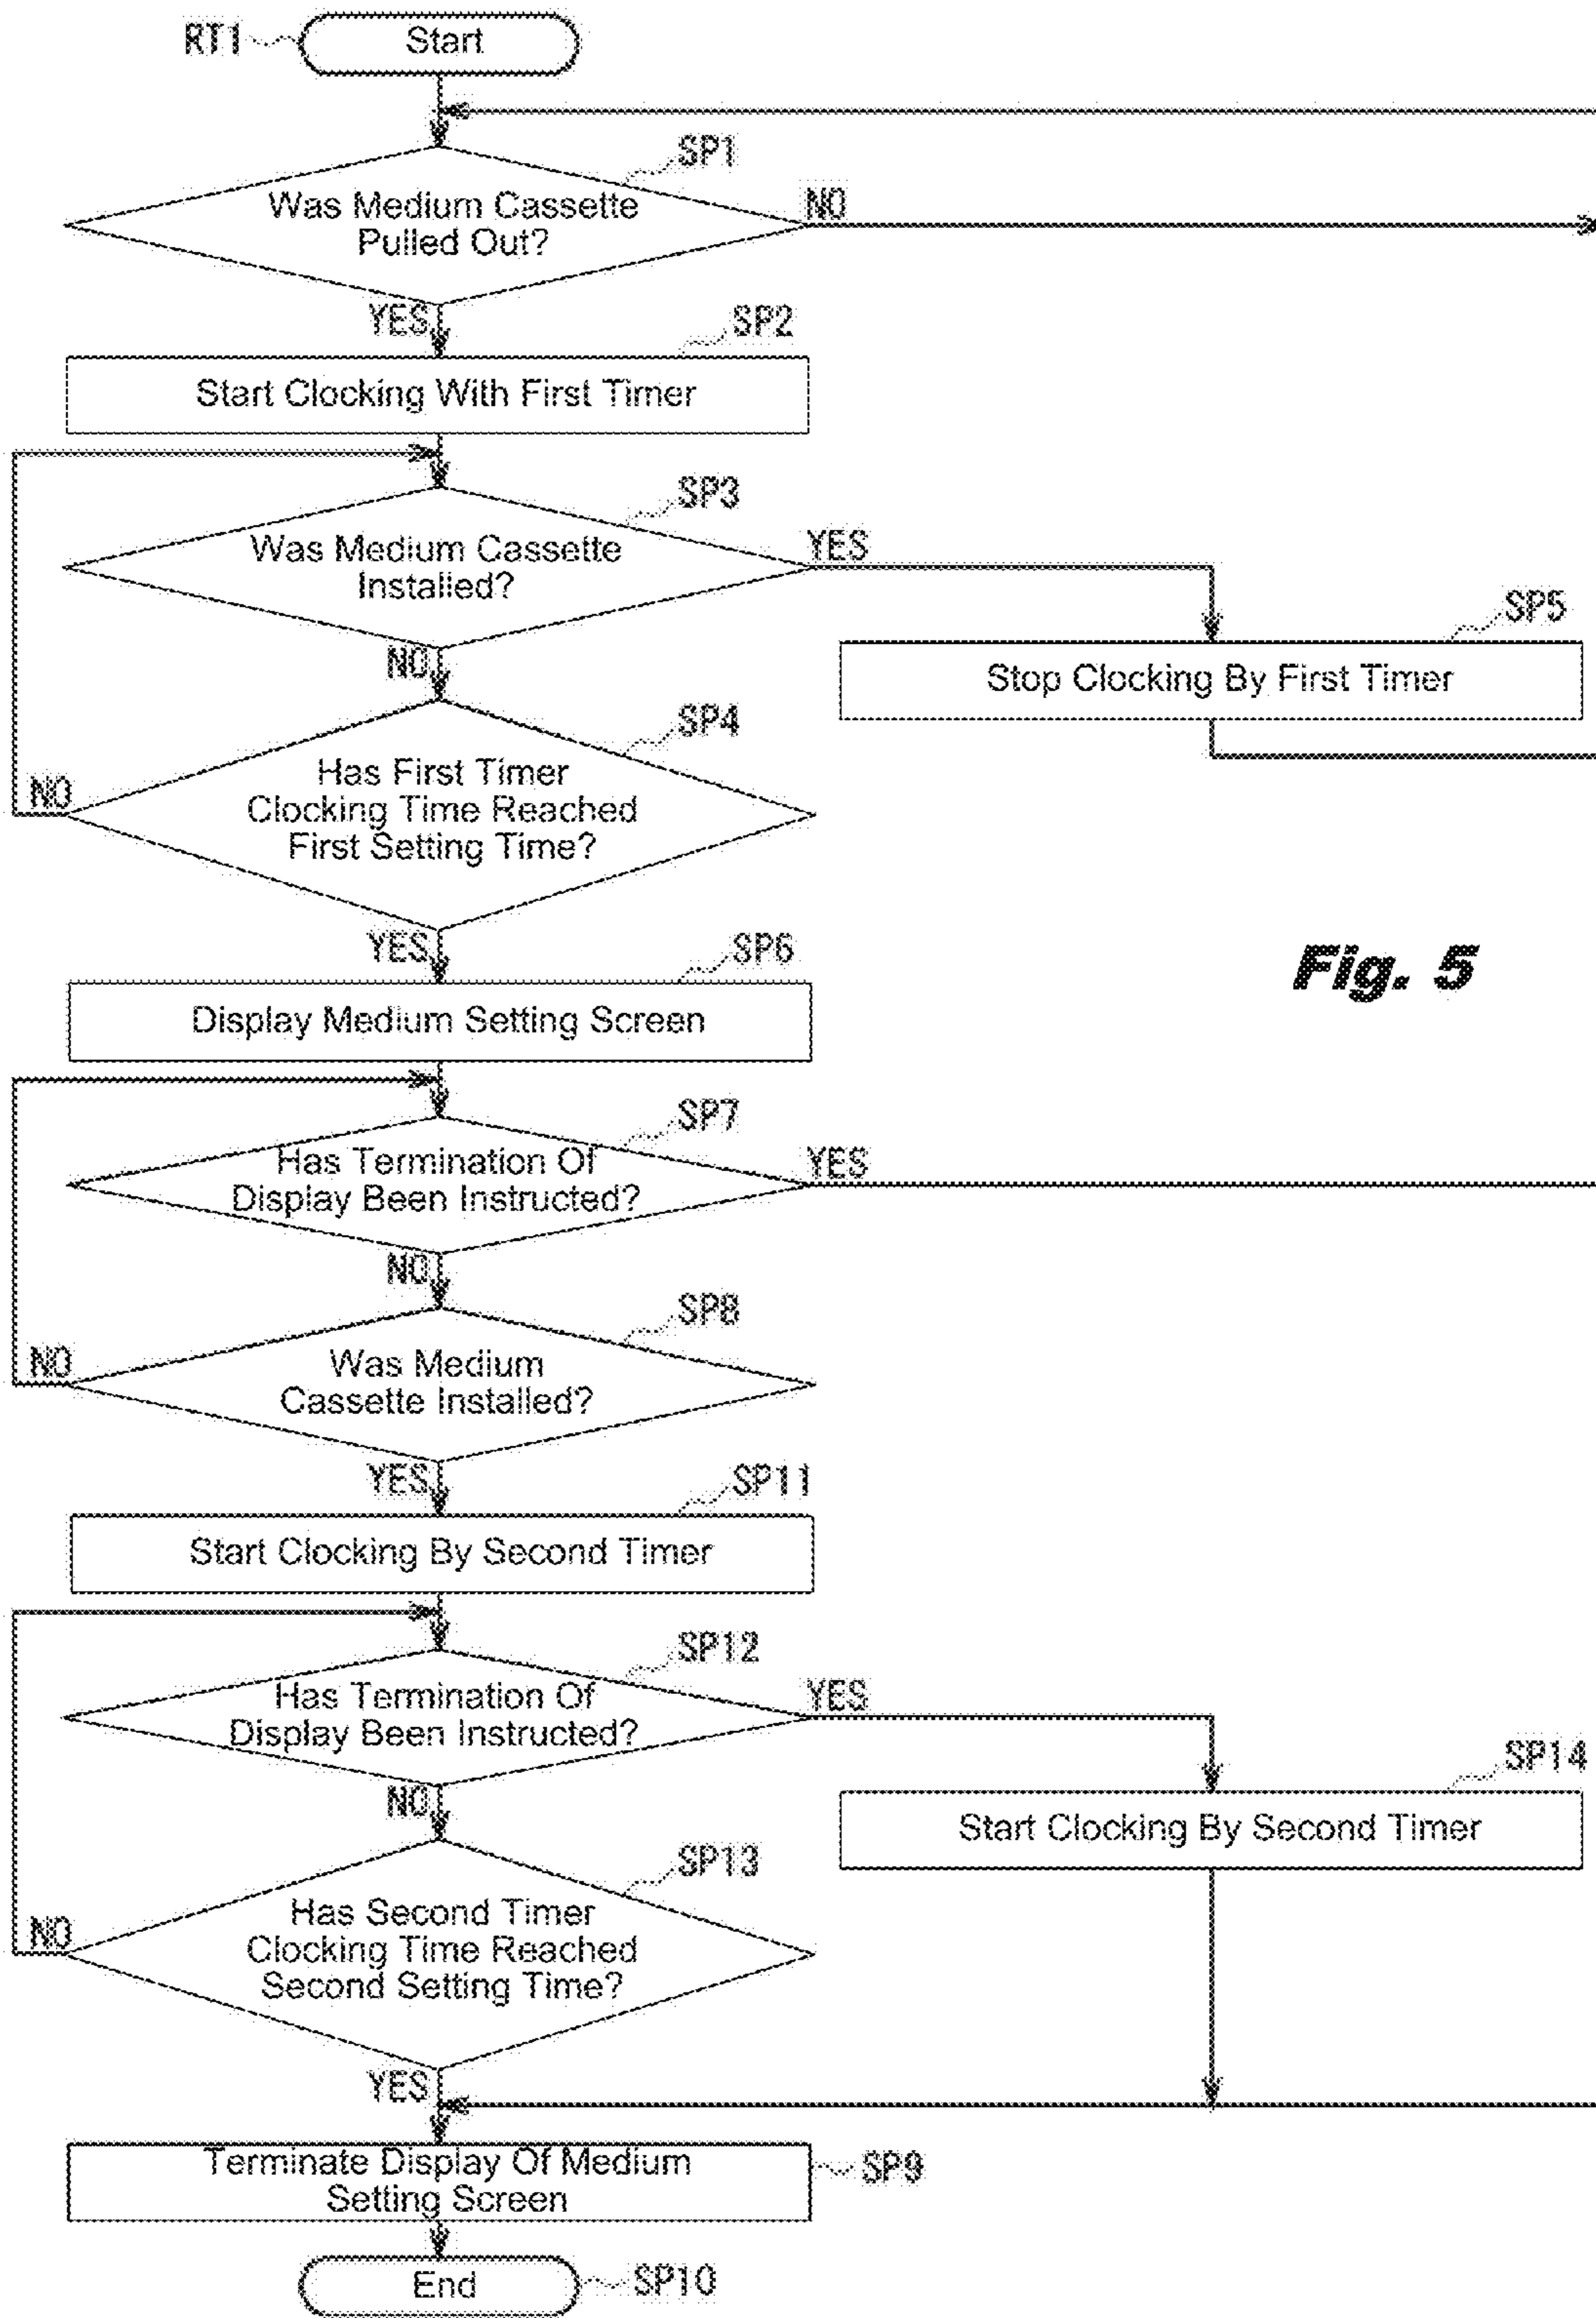 RT1
Start
SP1
Was Medium Cassette
Pulled Out?
NO
YES
SP2
Start Clocking With First Timer
SP3
Was Medium Cassette
Installed?
YES
NO
SP5
Stop Clocking By First Timer
SP4
Has First Timer
Clocking Time Reached
First Setting Time?
NO
YES
SP6
Display Medium Setting Screen
Fig. 5
SP7
Has Termination Of
Display Been Instructed?
YES
NO
SP8
Was Medium
Cassette Installed?
NO
YES
SP11
Start Clocking By Second Timer
SP12
Has Termination Of
Display Been Instructed?
YES
NO
SP14
Start Clocking By Second Timer
SP13
Has Second Timer
Clocking Time Reached
Second Setting Time?
NO
YES
Terminate Display Of Medium
Setting Screen
SP9
End
SP10